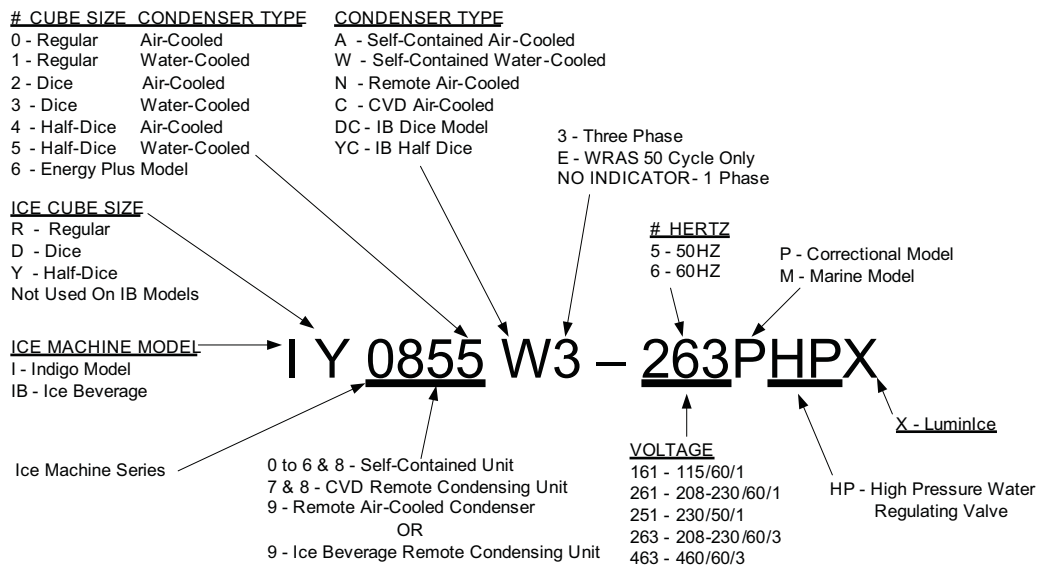 # CUBE SIZE CONDENSER TYPE
0 - Regular Air-Cooled
1 - Regular Water-Cooled
2 - Dice Air-Cooled
3 - Dice Water-Cooled
4 - Half-Dice Air-Cooled
5 - Half-Dice Water-Cooled
6 - Energy Plus Model
CONDENSER TYPE
A - Self-Contained Air-Cooled
W - Self-Contained Water-Cooled
N - Remote Air-Cooled
C - CVD Air-Cooled
DC - IB Dice Model
YC - IB Half Dice
3 - Three Phase
E - WRAS 50 Cycle Only
NO INDICATOR- 1 Phase
ICE CUBE SIZE
R - Regular
D - Dice
Y - Half-Dice
Not Used On IB Models
# HERTZ
5 - 50HZ
6 - 60HZ
P - Correctional Model
M - Marine Model
ICE MACHINE MODEL
I - Indigo Model
IB - Ice Beverage
I Y 0855 W3 – 263PHPX
X - LuminIce
Ice Machine Series
0 to 6 & 8 - Self-Contained Unit
7 & 8 - CVD Remote Condensing Unit
9 - Remote Air-Cooled Condenser
OR
9 - Ice Beverage Remote Condensing Unit
VOLTAGE
161 - 115/60/1
261 - 208-230/60/1
251 - 230/50/1
263 - 208-230/60/3
463 - 460/60/3
HP - High Pressure Water
Regulating Valve